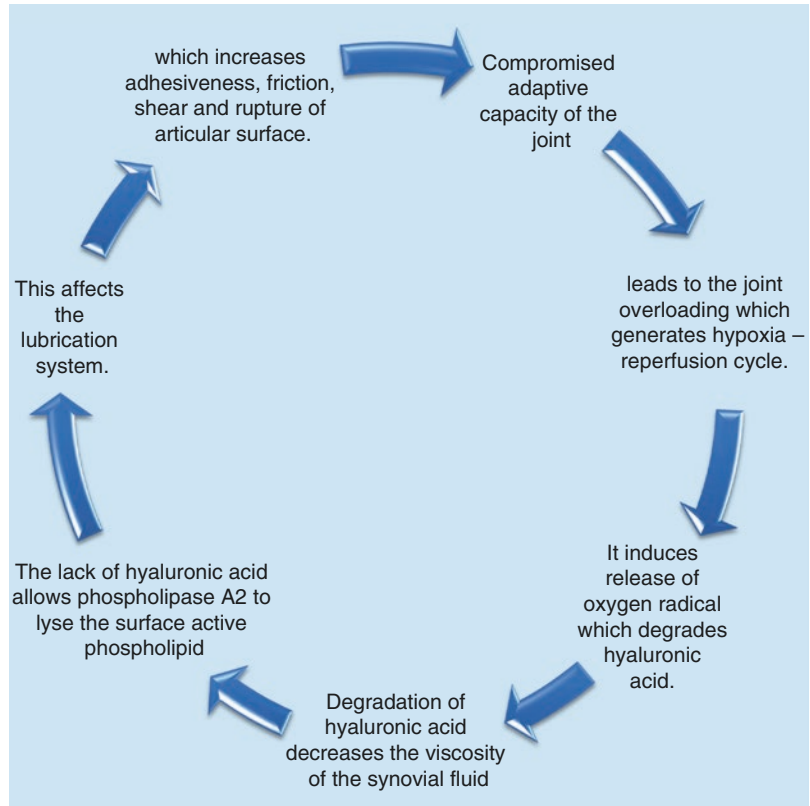 which increases
adhesiveness, friction,
shear and rupture of
articular surface.
Compromised
adaptive
capacity of the
joint
leads to the joint
overloading which
generates hypoxia –
reperfusion cycle.
It induces
release of
oxygen radical
which degrades
hyaluronic
acid.
Degradation of
hyaluronic acid
decreases the viscosity
of the synovial fluid
The lack of hyaluronic acid
allows phospholipase A2 to
lyse the surface active
phospholipid
This affects
the
lubrication
system.